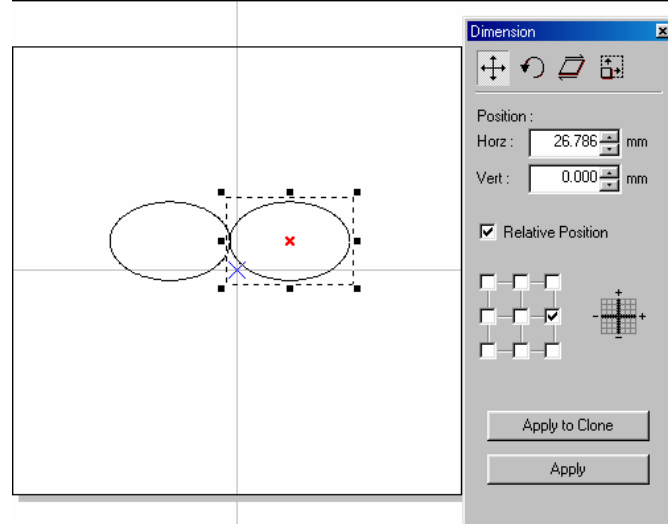 Dimension
Position :
Horz : 26.786 mm
Vert : 0.000 mm
Relative Position
Apply to Clone
Apply